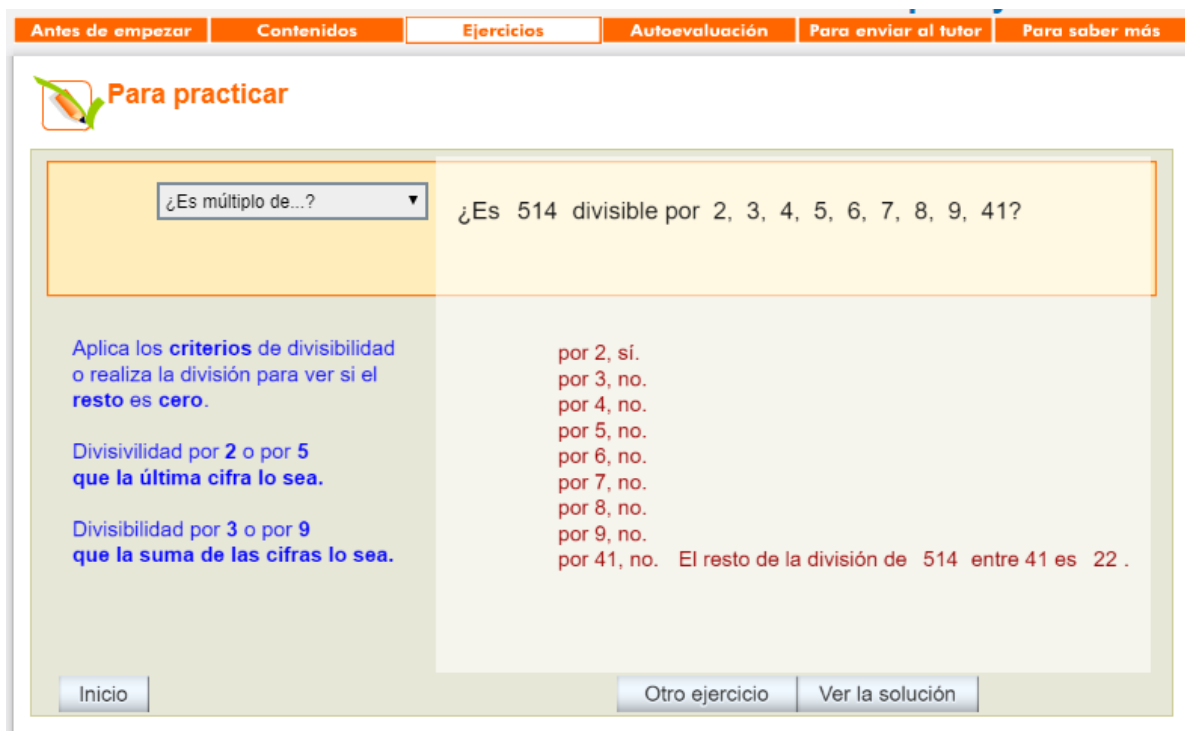 Antes de empezar Contenidos Ejercicios Autoevaluación Para enviar al tutor Para saber más
Para practicar
¿Es múltiplo de...?
¿Es 514 divisible por 2, 3, 4, 5, 6, 7, 8, 9, 41?
Aplica los criterios de divisibilidad
o realiza la división para ver si el
resto es cero.
Divisivilidad por 2 o por 5
que la última cifra lo sea.
Divisibilidad por 3 o por 9
que la suma de las cifras lo sea.
por 2, sí.
por 3, no.
por 4, no.
por 5, no.
por 6, no.
por 7, no.
por 8, no.
por 9, no.
por 41, no. El resto de la división de 514 entre 41 es 22 .
Inicio
Otro ejercicio Ver la solución